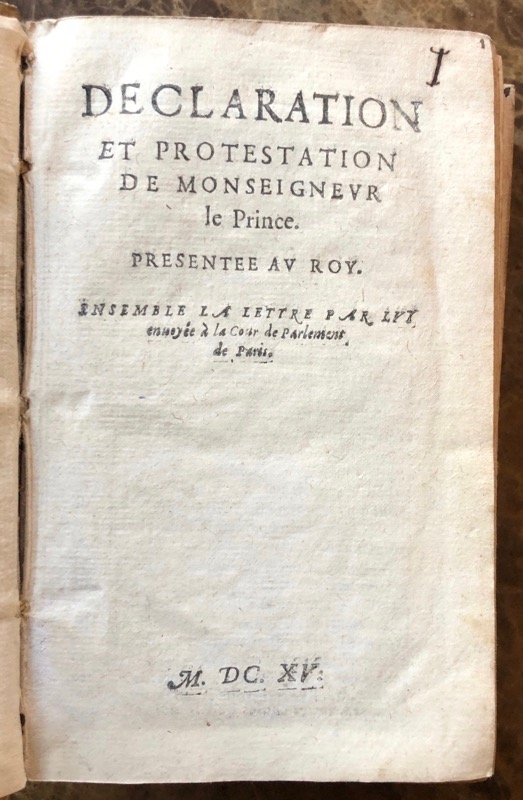 I
1
DECLARATION
ET PROTESTATION
DE MONSEIGNEVR
le Prince.
PRESENTEE AV ROY.
ENSEMBLE LA LETTRE PAR LVY
enuoyée à la Cour de Parlement
de Paris.
M. DC. XV.